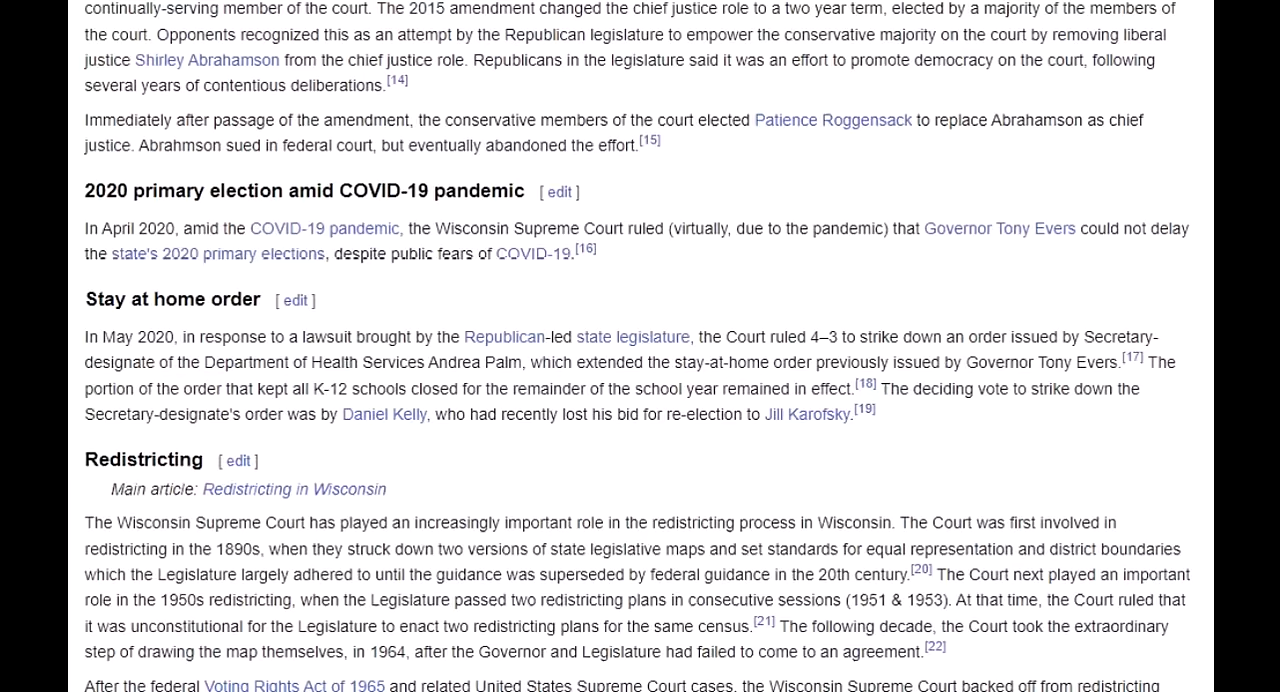 continually-serving member of the court. The 2015 amendment changed the chief justice role to a two year term, elected by a majority of the members of
the court. Opponents recognized this as an attempt by the Republican legislature to empower the conservative majority on the court by removing liberal
justice Shirley Abrahamson from the chief justice role. Republicans in the legislature said it was an effort to promote democracy on the court, following
several years of contentious deliberations.[14]
Immediately after passage of the amendment, the conservative members of the court elected Patience Roggensack to replace Abrahamson as chief
justice. Abrahmson sued in federal court, but eventually abandoned the effort.[15]
2020 primary election amid COVID-19 pandemic [ edit ]
In April 2020, amid the COVID-19 pandemic, the Wisconsin Supreme Court ruled (virtually, due to the pandemic) that Governor Tony Evers could not delay
the state's 2020 primary elections, despite public fears of COVID-19.[16]
Stay at home order [ edit ]
In May 2020, in response to a lawsuit brought by the Republican-led state legislature, the Court ruled 4–3 to strike down an order issued by Secretary-
designate of the Department of Health Services Andrea Palm, which extended the stay-at-home order previously issued by Governor Tony Evers.[17] The
portion of the order that kept all K-12 schools closed for the remainder of the school year remained in effect.[18] The deciding vote to strike down the
Secretary-designate's order was by Daniel Kelly, who had recently lost his bid for re-election to Jill Karofsky.[19]
Redistricting [ edit ]
Main article: Redistricting in Wisconsin
The Wisconsin Supreme Court has played an increasingly important role in the redistricting process in Wisconsin. The Court was first involved in
redistricting in the 1890s, when they struck down two versions of state legislative maps and set standards for equal representation and district boundaries
which the Legislature largely adhered to until the guidance was superseded by federal guidance in the 20th century.[20] The Court next played an important
role in the 1950s redistricting, when the Legislature passed two redistricting plans in consecutive sessions (1951 & 1953). At that time, the Court ruled that
it was unconstitutional for the Legislature to enact two redistricting plans for the same census.[21] The following decade, the Court took the extraordinary
step of drawing the map themselves, in 1964, after the Governor and Legislature had failed to come to an agreement.[22]
After the federal Voting Rights Act of 1965 and related United States Supreme Court cases, the Wisconsin Supreme Court backed off from redistricting